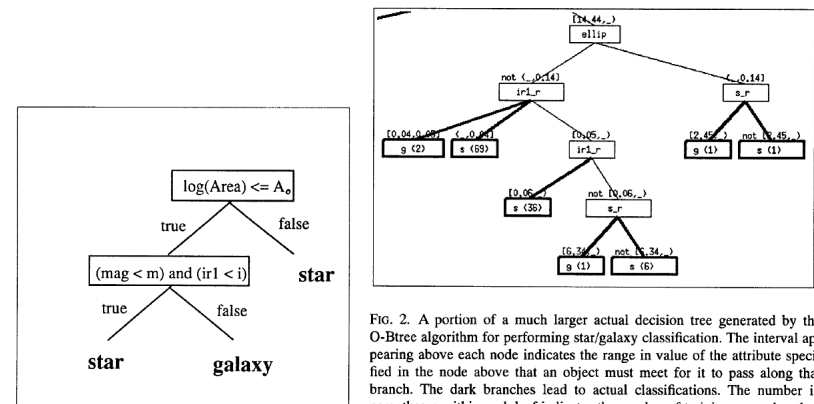 log(Area) <= Aₒ
true
false
(mag < m) and (ir1 < i)
star
true
false
star
galaxy
[14.44,_)
ellip
not (_,0.14]
(_,0.14]
ir1_r
s_r
(_,0.04]
[0.05,_)
[2.45,_)
not [2.45,_)
g (2)
s (69)
ir1_r
g (1)
s (1)
[0.06,_)
not [0.06,_)
s (36)
s_r
[6.34,_)
not [6.34,_)
g (1)
s (6)
FIG. 2. A portion of a much larger actual decision tree generated by th
O-Btree algorithm for performing star/galaxy classification. The interval ap
pearing above each node indicates the range in value of the attribute speci
fied in the node above that an object must meet for it to pass along tha
branch. The dark branches lead to actual classifications. The number i